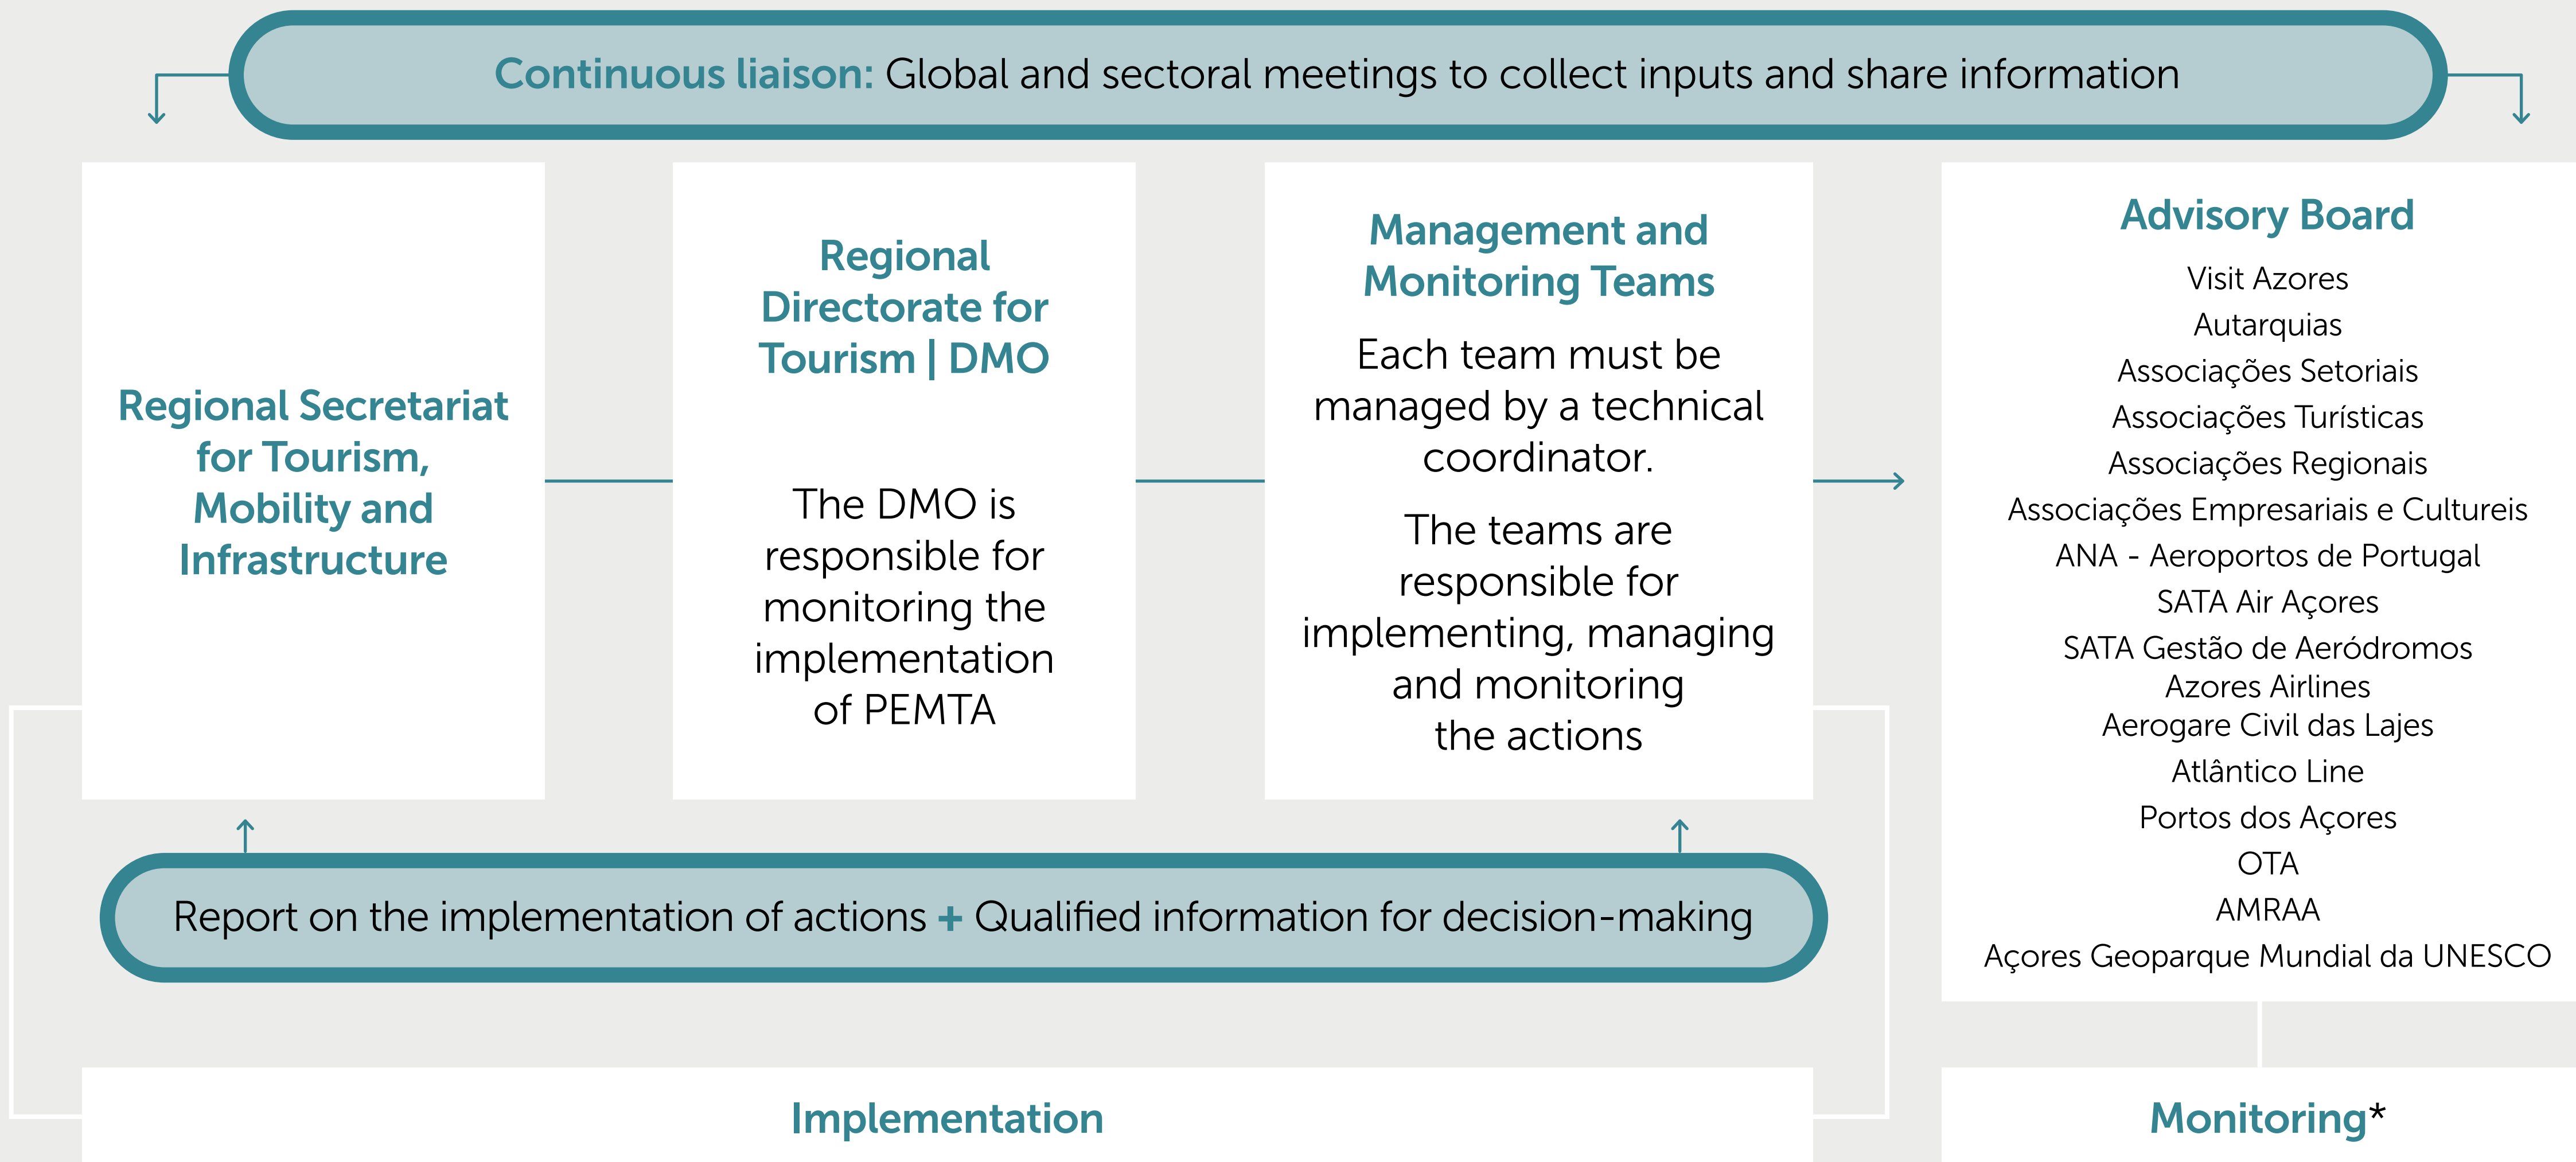 Continuous liaison: Global and sectoral meetings to collect inputs and share information
Regional Secretariat
for Tourism,
Mobility and
Infrastructure
Regional
Directorate for
Tourism | DMO
The DMO is
responsible for
monitoring the
implementation
of PEMTA
Management and
Monitoring Teams
Each team must be
managed by a technical
coordinator.
The teams are
responsible for
implementing, managing
and monitoring
the actions
Advisory Board
Visit Azores
Autarquias
Associações Setoriais
Associações Turísticas
Associações Regionais
Associações Empresariais e Cultureis
ANA - Aeroportos de Portugal
SATA Air Açores
SATA Gestão de Aeródromos
Azores Airlines
Aerogare Civil das Lajes
Atlântico Line
Portos dos Açores
OTA
AMRAA
Açores Geoparque Mundial da UNESCO
Report on the implementation of actions + Qualified information for decision-making
Implementation
Monitoring*